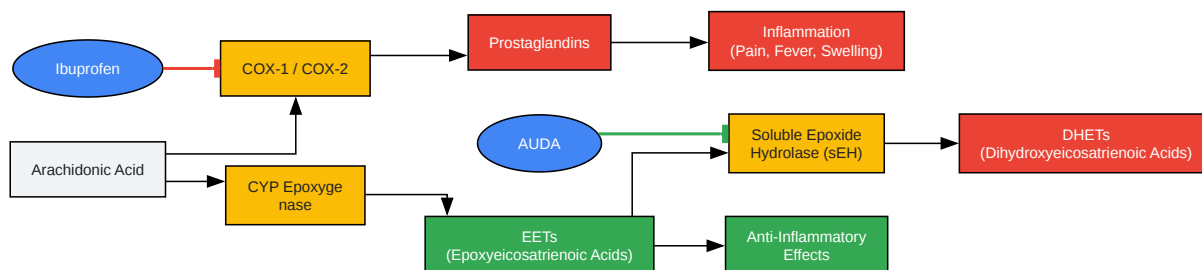 Ibuprofen
COX-1 / COX-2
Prostaglandins
Inflammation
(Pain, Fever, Swelling)
Arachidonic Acid
CYP Epoxyge
nase
AUDA
Soluble Epoxide
Hydrolase (sEH)
DHETs
(Dihydroxyeicosatrienoic Acids)
EETs
(Epoxyeicosatrienoic Acids)
Anti-Inflammatory
Effects